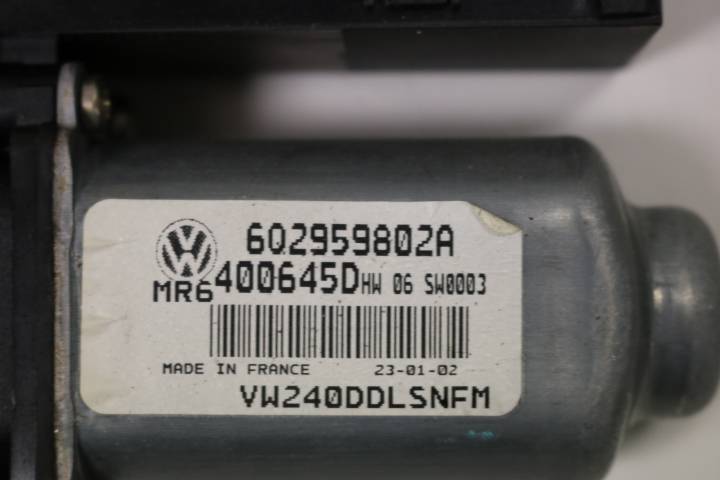 6Q2959802A
MR6 400645D HW 06 SW0003
MADE IN FRANCE 23-01-02
VW240DDLSNFM